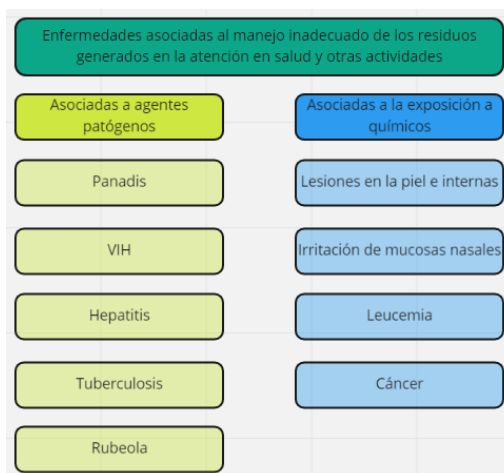 Enfermedades asociadas al manejo inadecuado de los residuos
generados en la atención en salud y otras actividades
Asociadas a agentes
patógenos
Asociadas a la exposición a
químicos
Panadis
Lesiones en la piel e internas
VIH
Irritación de mucosas nasales
Hepatitis
Leucemia
Tuberculosis
Cáncer
Rubeola